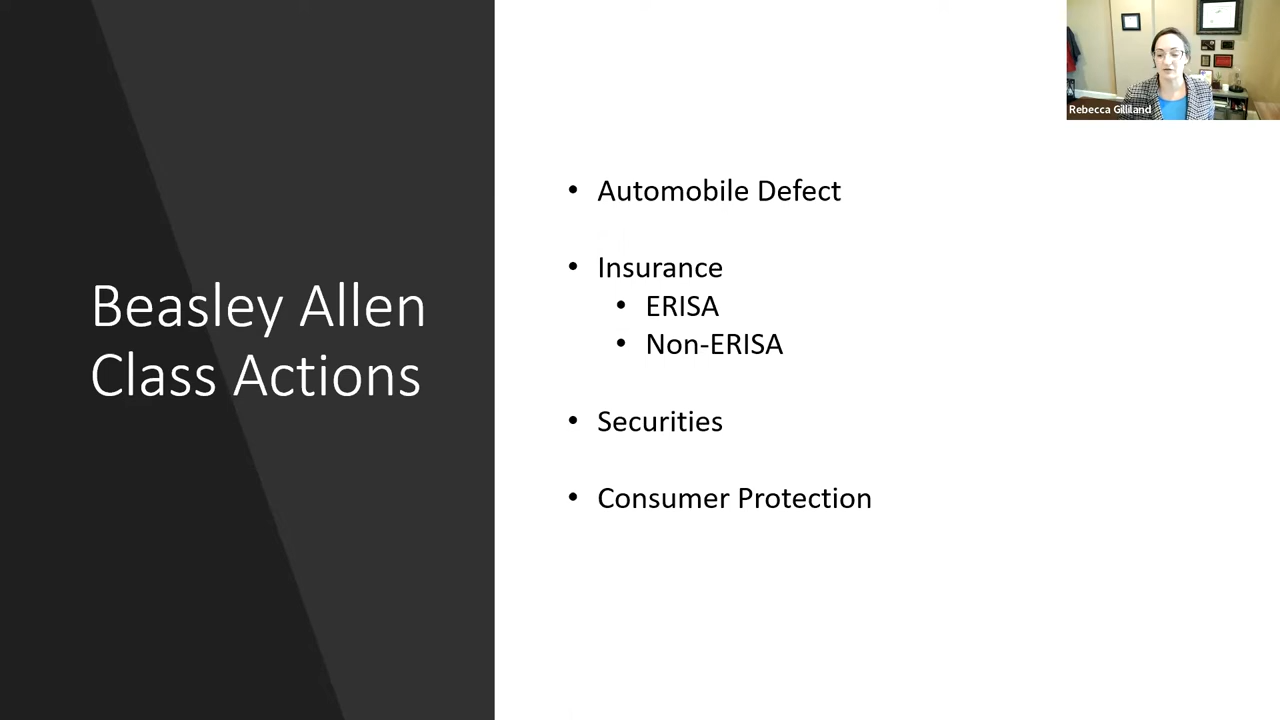 Rebecca Gilliland
Beasley Allen
Class Actions
• Automobile Defect
• Insurance
• ERISA
• Non-ERISA
• Securities
• Consumer Protection